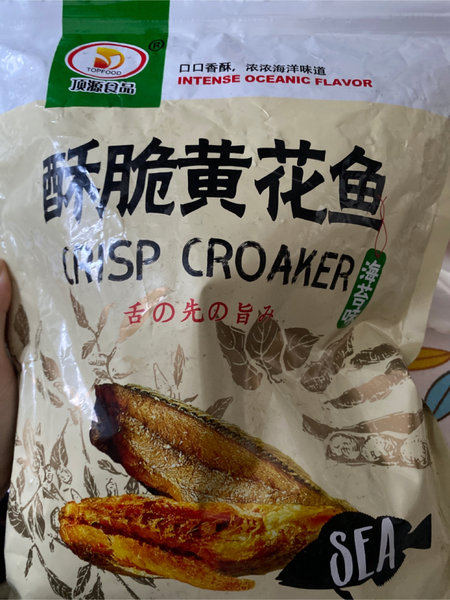 TOPFOOD
®
顶源食品
口口香酥，浓浓海洋味道
INTENSE OCEANIC FLAVOR
酥脆黄花鱼
CRISP CROAKER
海苔味
舌の先の旨み
SEA